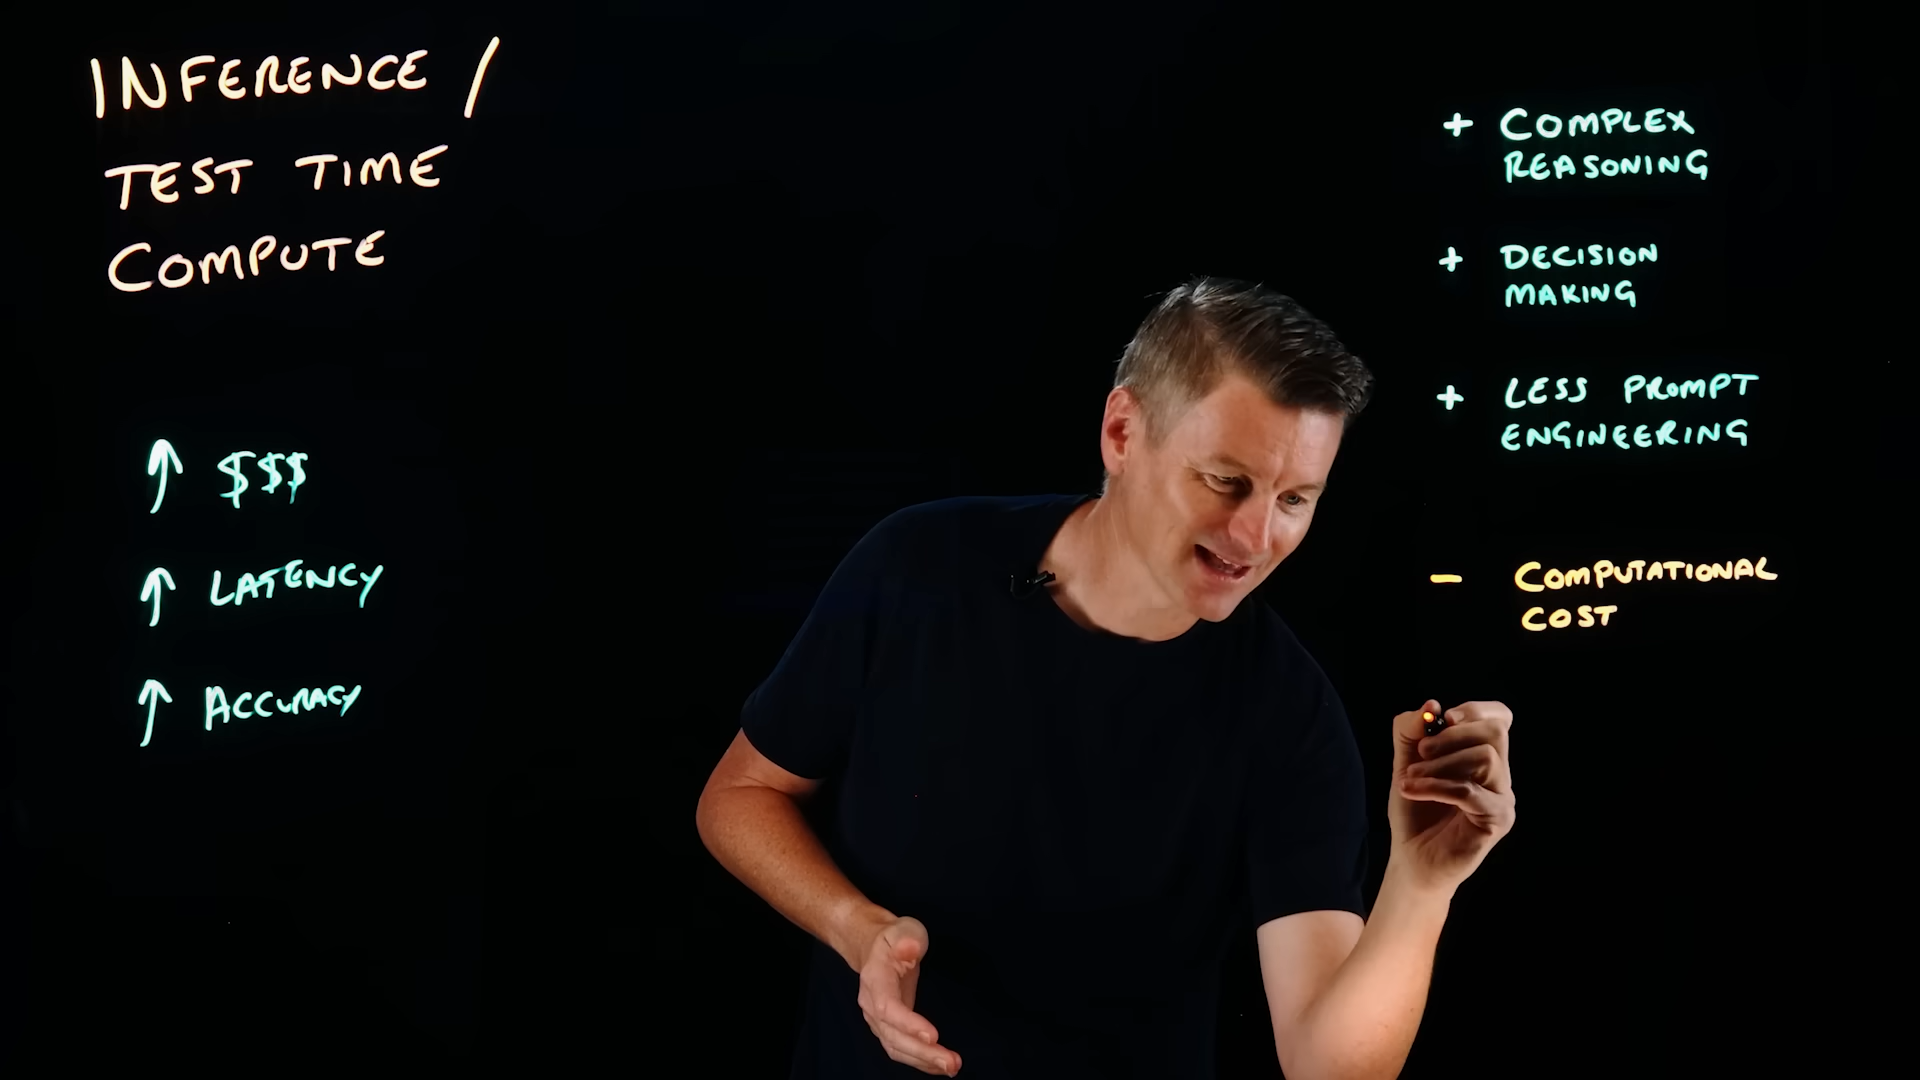 INFERENCE /
TEST TIME
COMPUTE
↑ $$$
↑ LATENCY
↑ ACCURACY
+ COMPLEX
REASONING
+ DECISION
MAKING
+ LESS PROMPT
ENGINEERING
- COMPUTATIONAL
COST